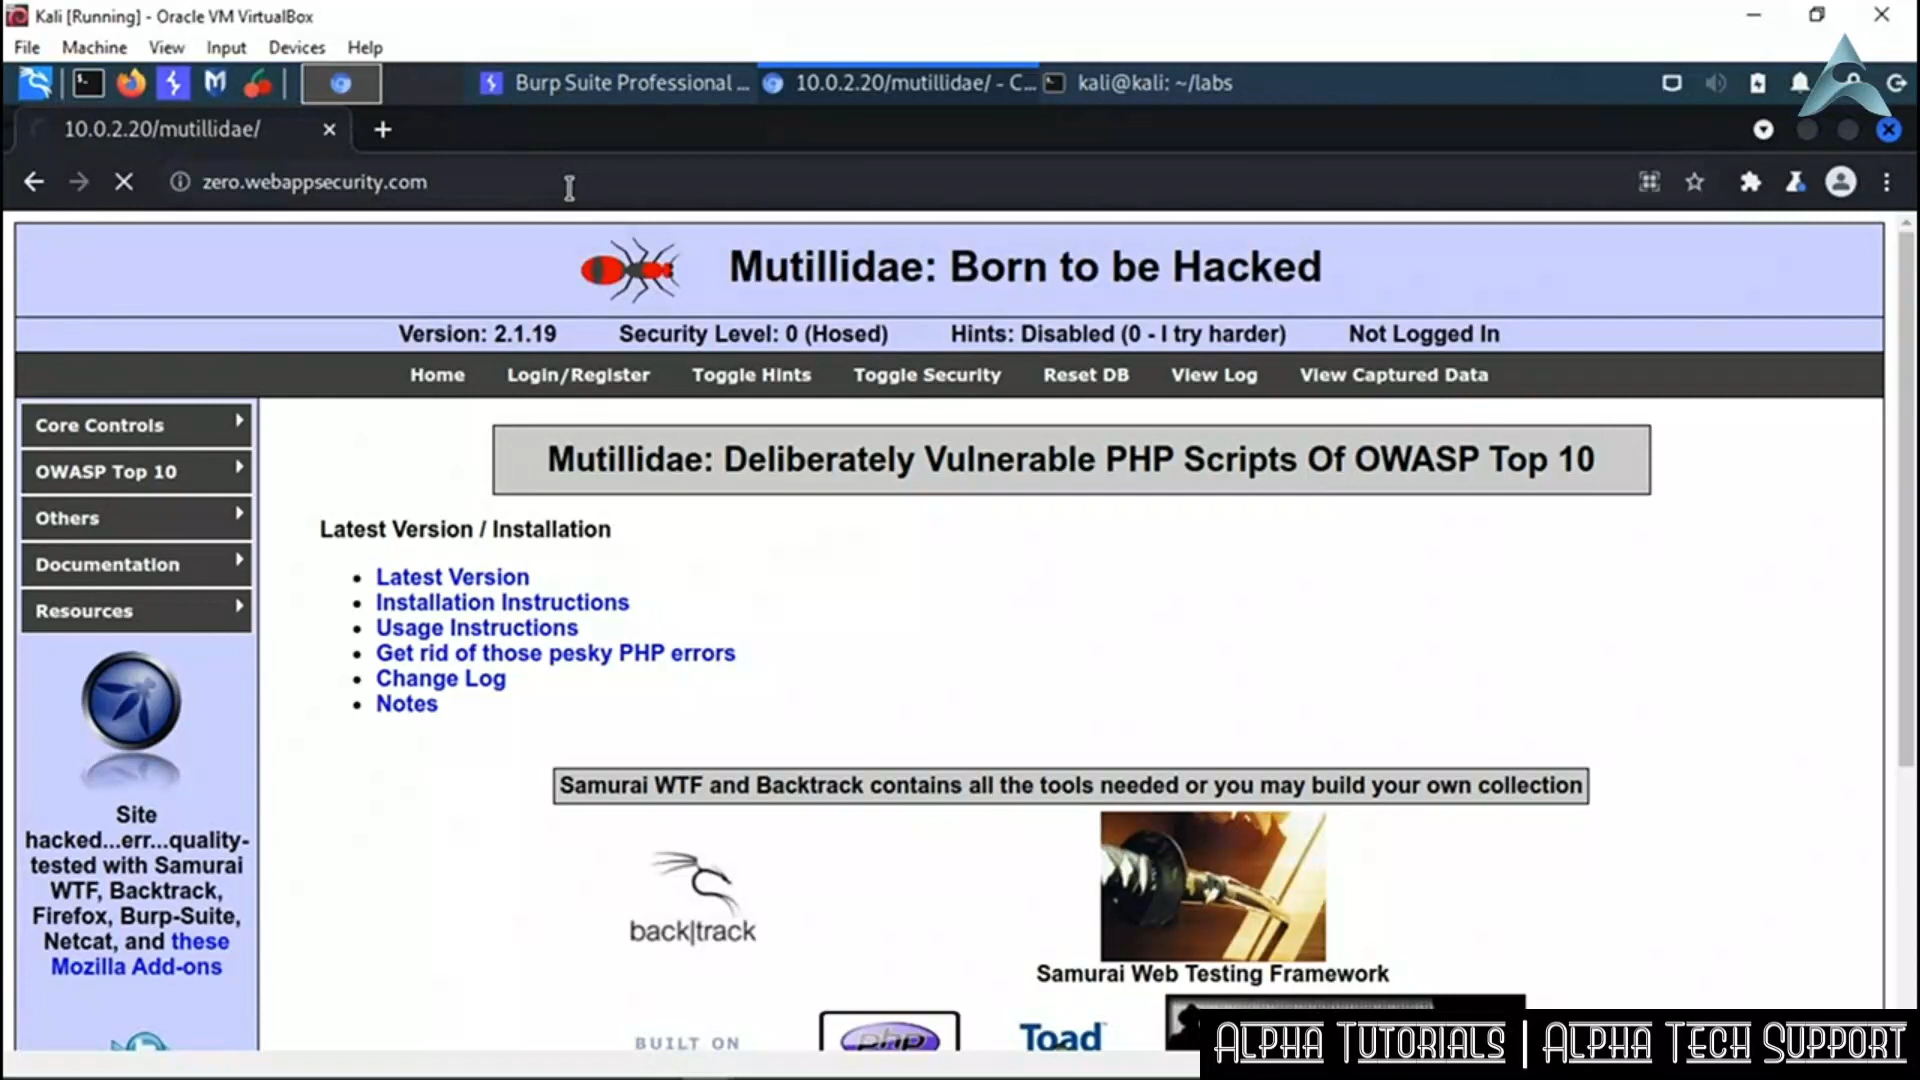 Kali [Running] - Oracle VM VirtualBox
File Machine View Input Devices Help
Burp Suite Professional ... 10.0.2.20/mutillidae/ - C... kali@kali: ~/labs
10.0.2.20/mutillidae/
zero.webappsecurity.com
Mutillidae: Born to be Hacked
Version: 2.1.19 Security Level: 0 (Hosed) Hints: Disabled (0 - I try harder) Not Logged In
Home Login/Register Toggle Hints Toggle Security Reset DB View Log View Captured Data
Core Controls
OWASP Top 10
Others
Documentation
Resources
Site
hacked...err...quality-
tested with Samurai
WTF, Backtrack,
Firefox, Burp-Suite,
Netcat, and these
Mozilla Add-ons
Mutillidae: Deliberately Vulnerable PHP Scripts Of OWASP Top 10
Latest Version / Installation
• Latest Version
• Installation Instructions
• Usage Instructions
• Get rid of those pesky PHP errors
• Change Log
• Notes
Samurai WTF and Backtrack contains all the tools needed or you may build your own collection
back|track
Samurai Web Testing Framework
BUILT ON
php
Toad
Alpha Tutorials | Alpha Tech Support